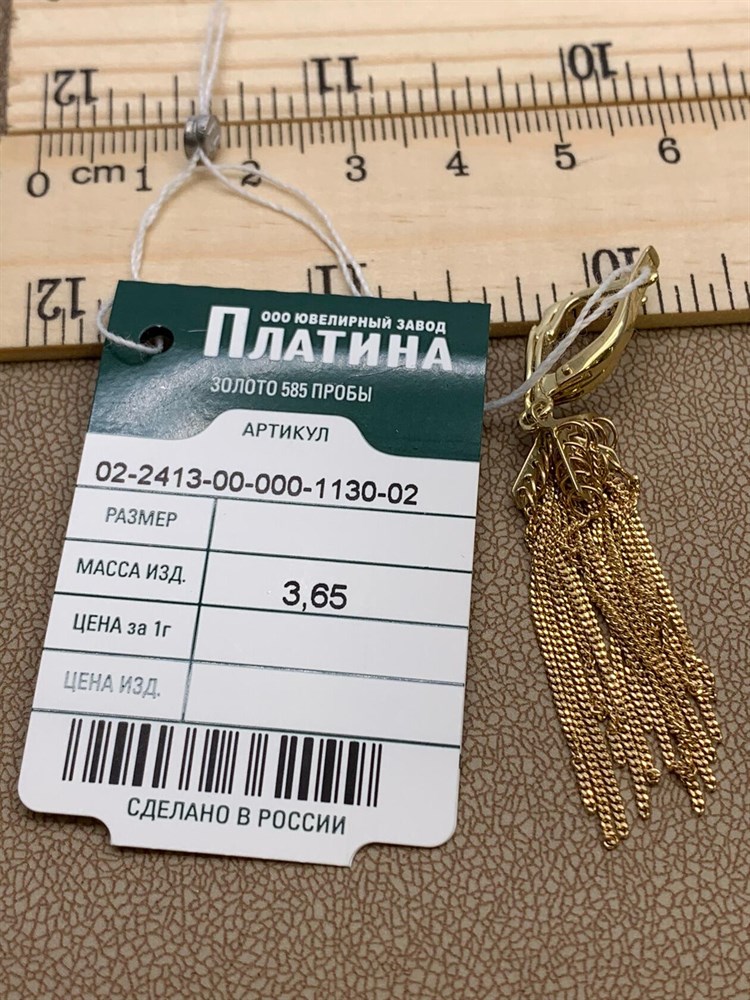 12 11 10
0 cm 1 2 3 4 5 6
12 11 10
ООО ЮВЕЛИРНЫЙ ЗАВОД
ПЛАТИНА
ЗОЛОТО 585 ПРОБЫ
АРТИКУЛ
02-2413-00-000-1130-02
РАЗМЕР
МАССА ИЗД. 3,65
ЦЕНА за 1г
ЦЕНА ИЗД.
СДЕЛАНО В РОССИИ